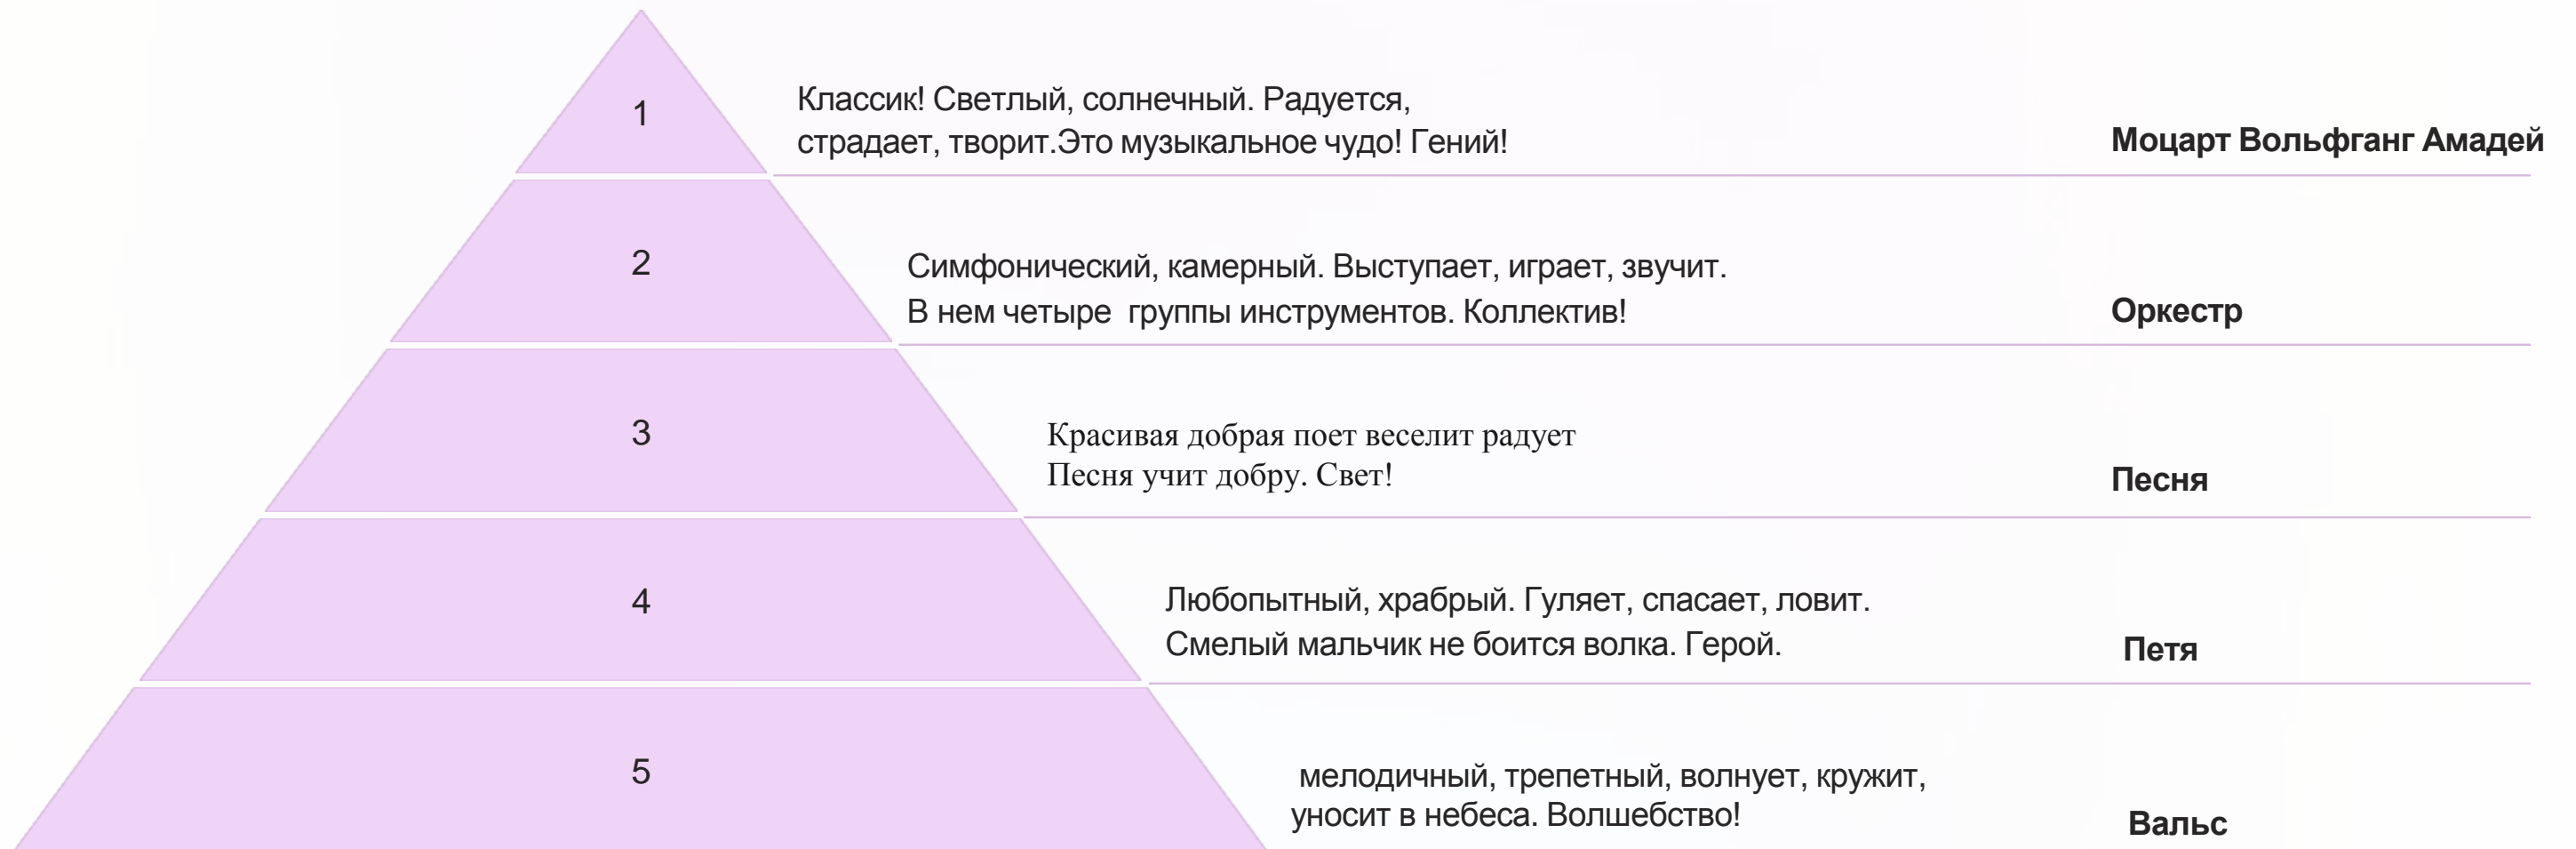 1
Классик! Светлый, солнечный. Радуется,
страдает, творит.Это музыкальное чудо! Гений!
Моцарт Вольфганг Амадей
2
Симфонический, камерный. Выступает, играет, звучит.
В нем четыре  группы инструментов. Коллектив!
Оркестр
3
Красивая добрая поет веселит радует
Песня учит добру. Свет!
Песня
4
Любопытный, храбрый. Гуляет, спасает, ловит.
Смелый мальчик не боится волка. Герой.
Петя
5
мелодичный, трепетный, волнует, кружит,
уносит в небеса. Волшебство!
Вальс